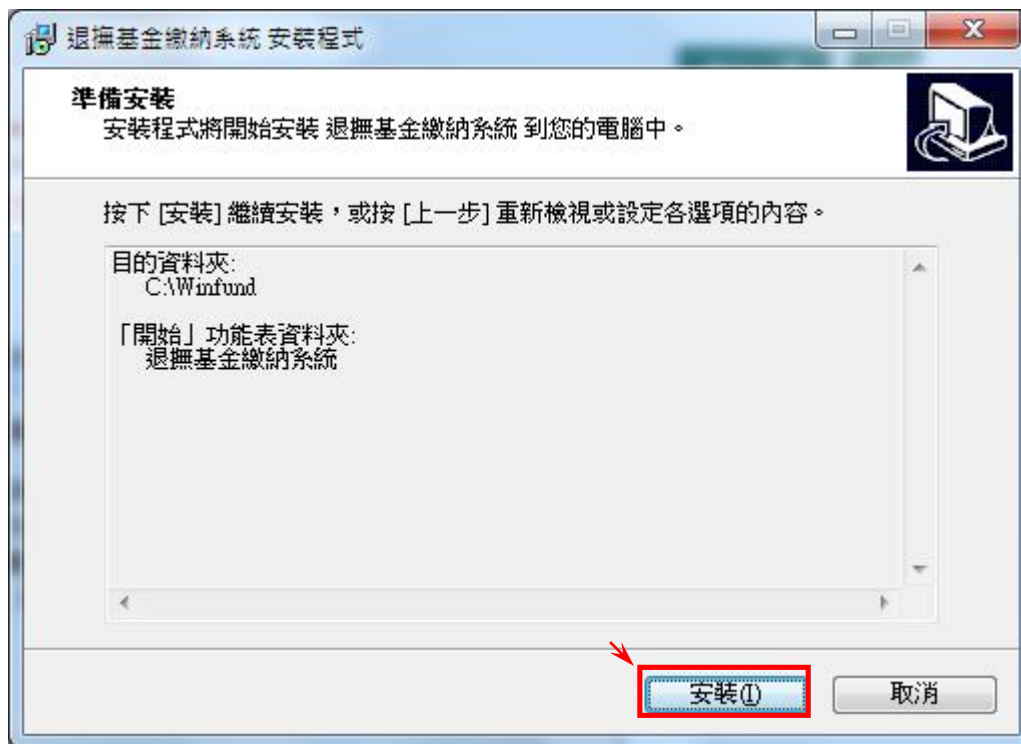 退撫基金繳納系統 安裝程式
準備安裝
安裝程式將開始安裝 退撫基金繳納系統 到您的電腦中。
按下 [安裝] 繼續安裝，或按 [上一步] 重新檢視或設定各選項的內容。
目的資料夾:
C:\Winfund
「開始」功能表資料夾:
退撫基金繳納系統
安裝(I)
取消